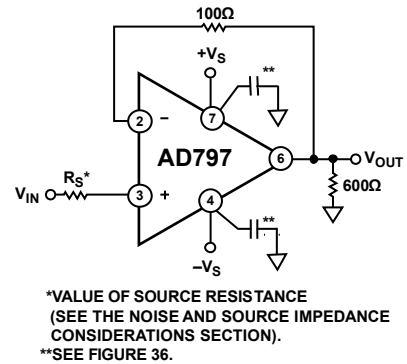 100Ω
+VS
**
2
−
7
AD797
6
VOUT
RS*
VIN
3
+
4
600Ω
**
−VS
*VALUE OF SOURCE RESISTANCE
(SEE THE NOISE AND SOURCE IMPEDANCE
CONSIDERATIONS SECTION).
**SEE FIGURE 36.